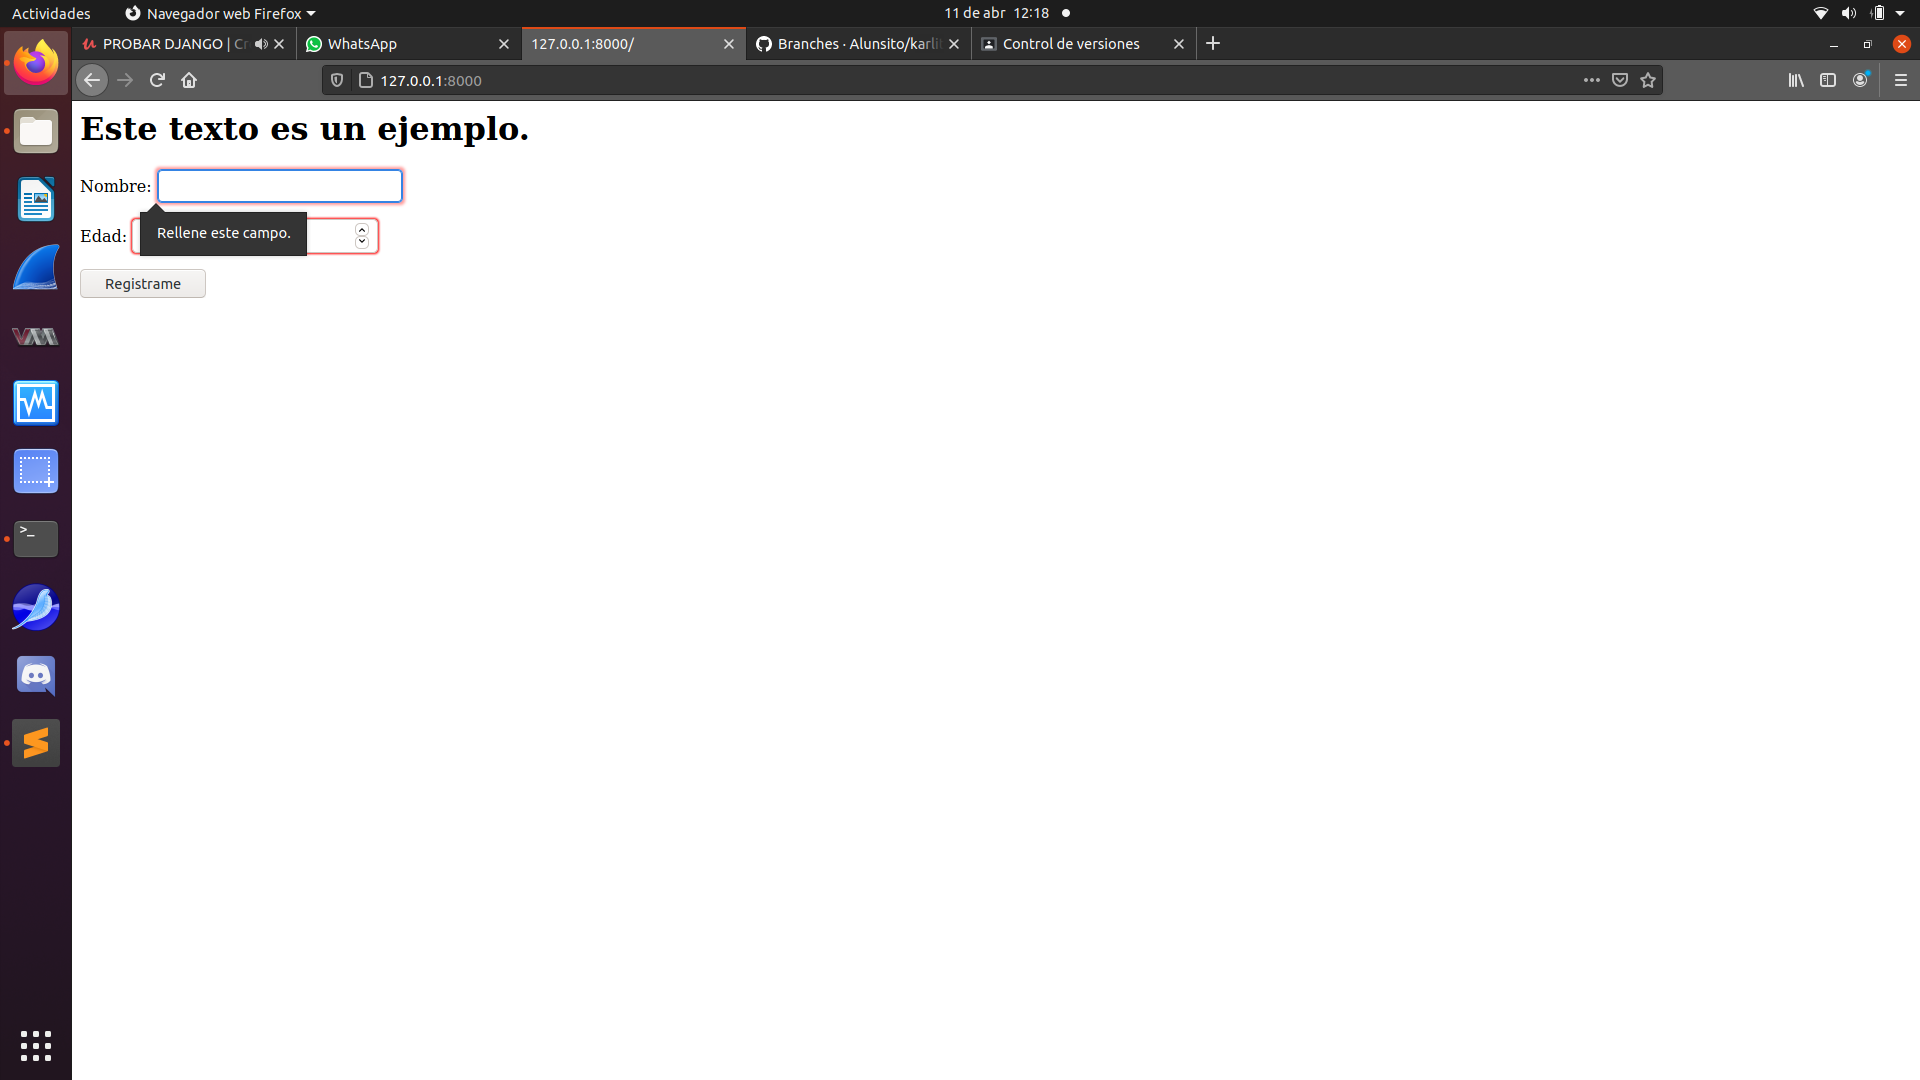 Actividades
Navegador web Firefox
11 de abr 12:18
PROBAR DJANGO | Cr
WhatsApp
127.0.0.1:8000/
Branches · Alunsito/karli
Control de versiones
127.0.0.1:8000
Este texto es un ejemplo.
Nombre:
Edad:
Rellene este campo.
Registrame